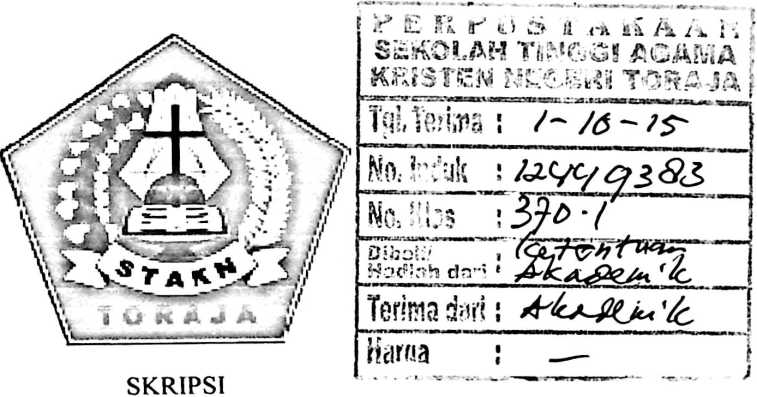 STAKN
TORAJA
SKRIPSI
PERPUSTAKAAN
SEKOLAH TINGGI AGAMA
KRISTEN NEGERI TORAJA
Tgl. Terima : 1-10-15
No. Induk : 12449383
No. Klas : 370.1
Dibeli/ Ketentuan
Hadiah dari : Akademik
Terima dari : Akademik
Harga : —